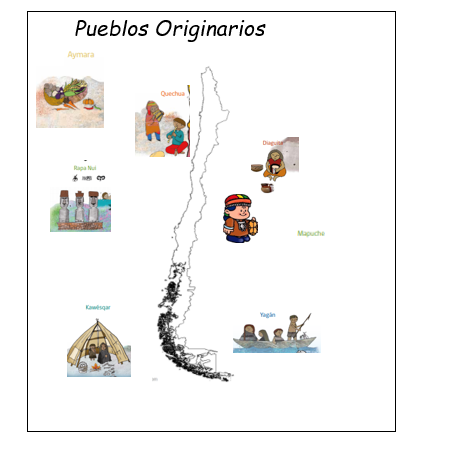 Pueblos Originarios
Aymara
Quechua
Diaguita
Rapa Nui
Mapuche
Kawésqar
Yagán